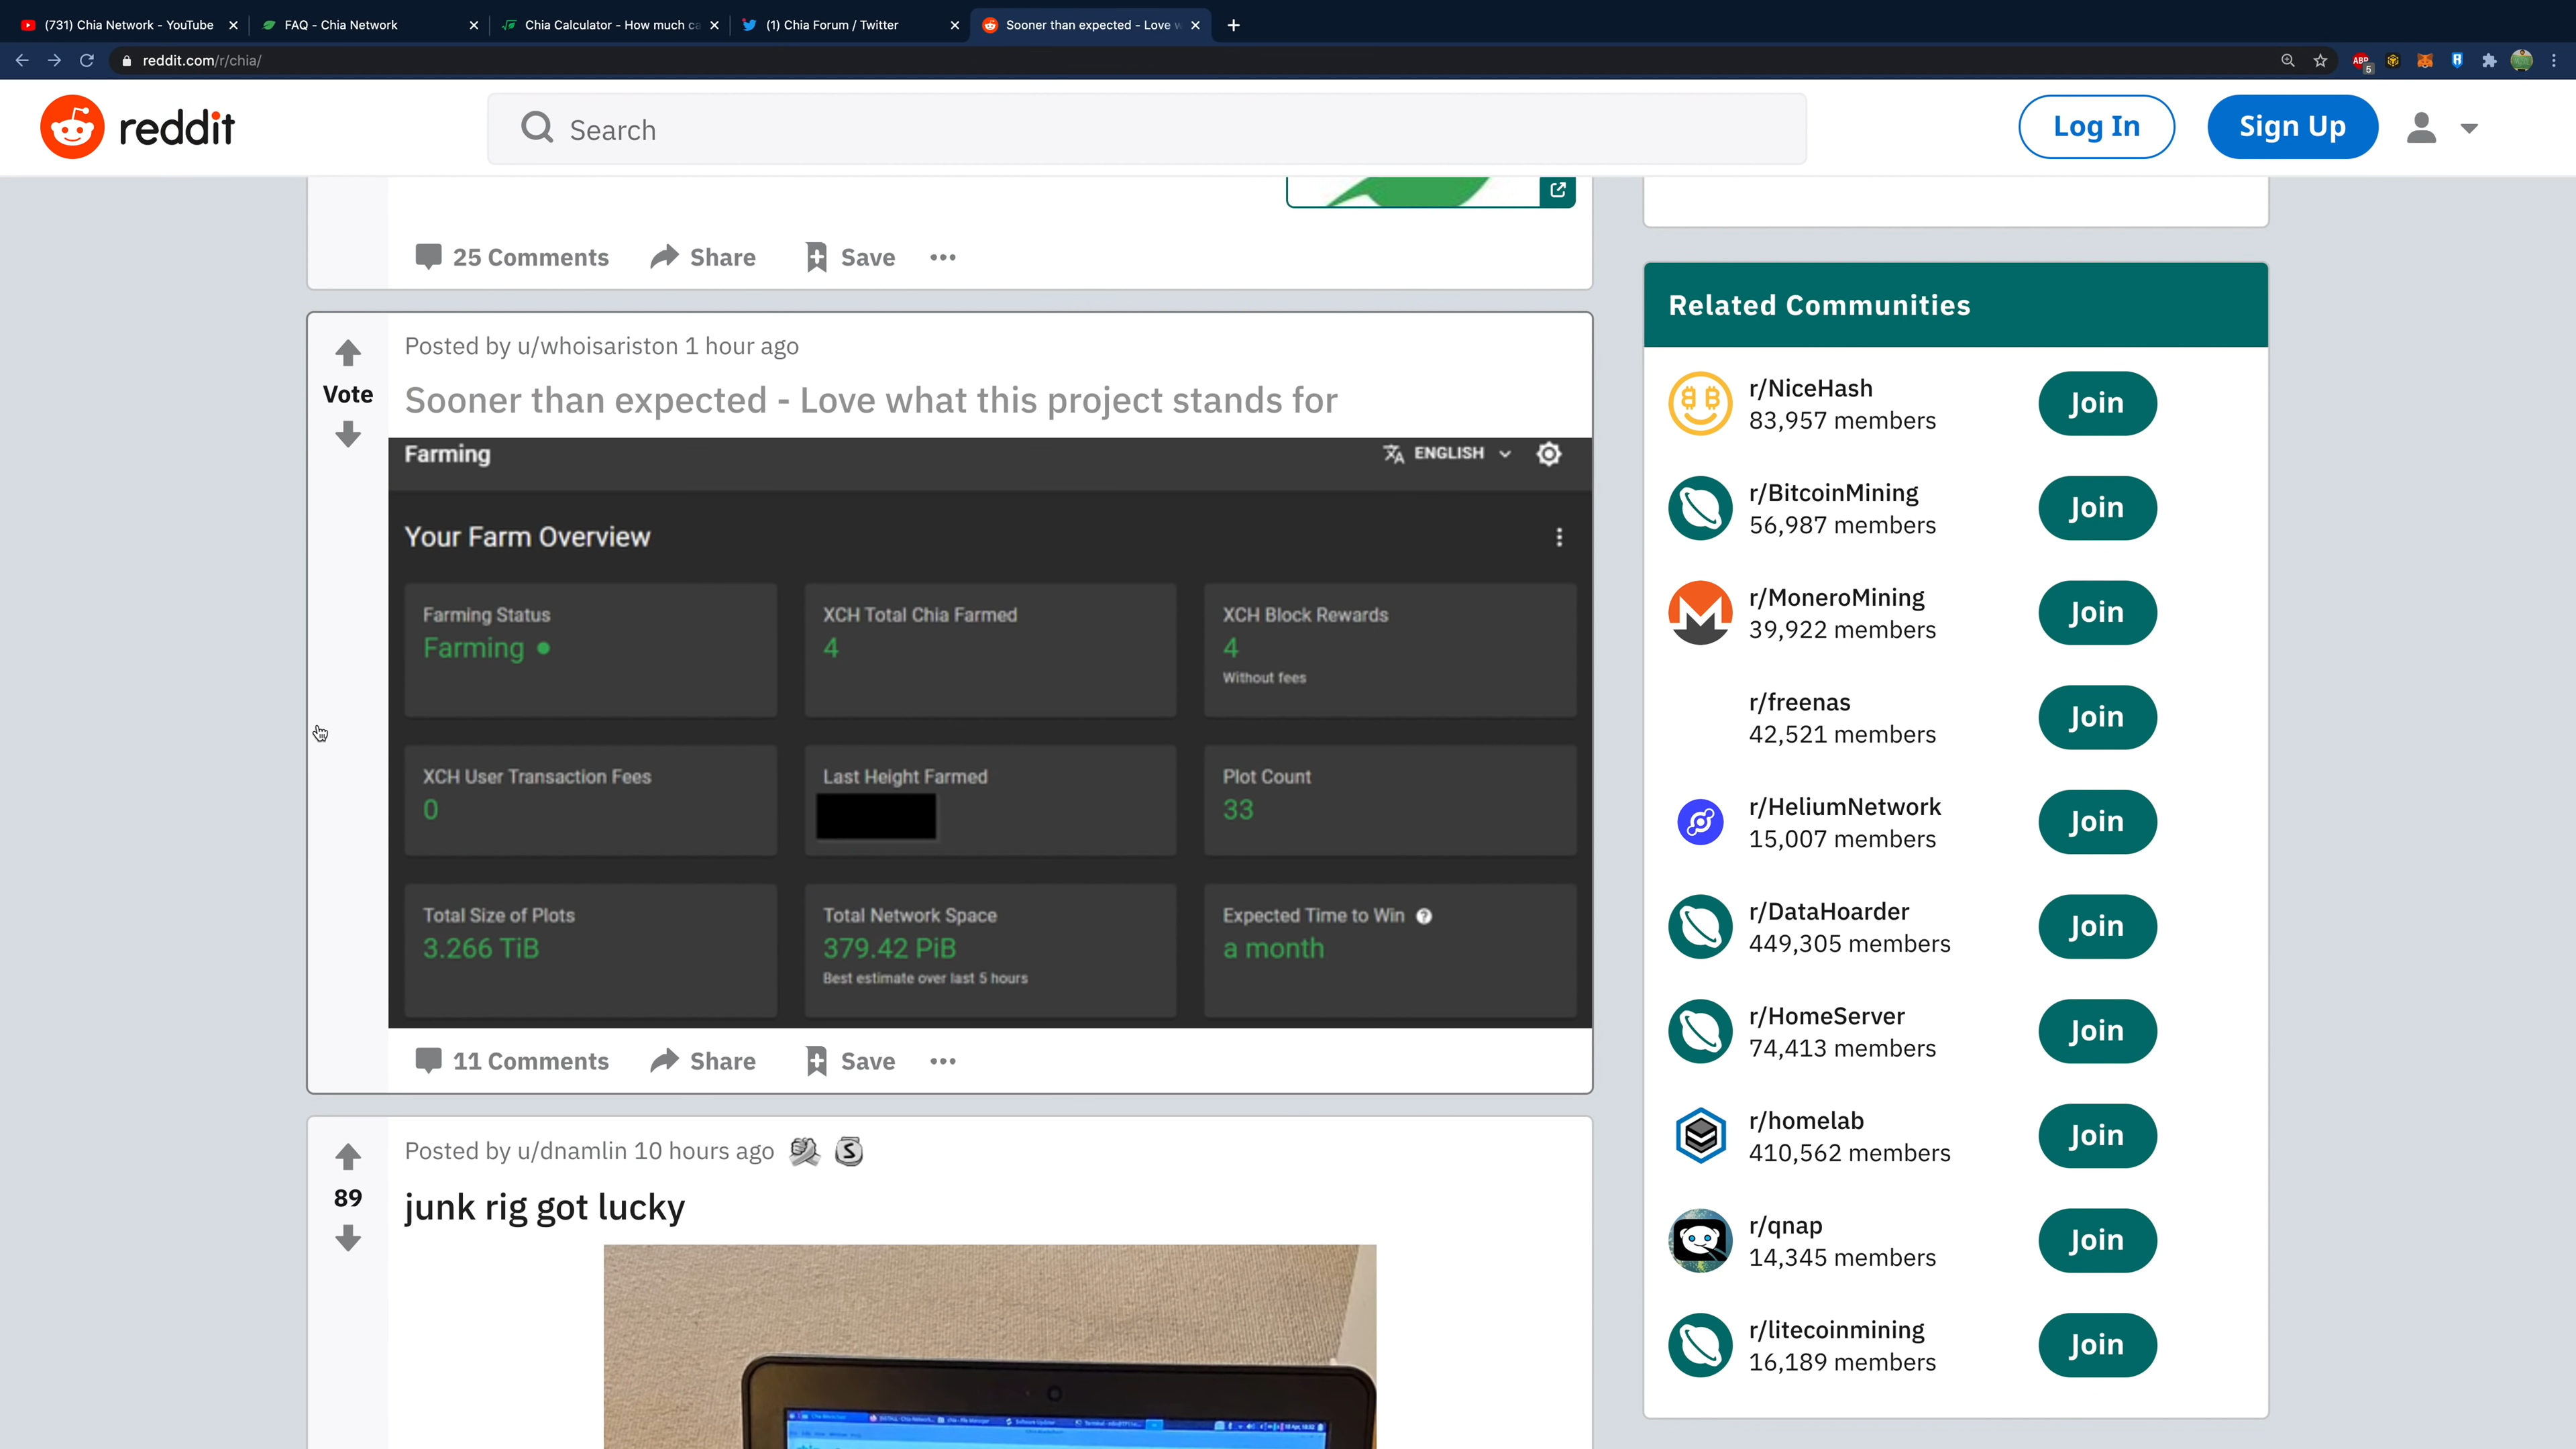 (731) Chia Network - YouTube
FAQ - Chia Network
Chia Calculator - How much ca
(1) Chia Forum / Twitter
Sooner than expected - Love w
reddit.com/r/chia/
ABP
5
reddit
Search
Log In
Sign Up
25 Comments
Share
Save
Posted by u/whoisariston 1 hour ago
Vote
Sooner than expected - Love what this project stands for
Farming
ENGLISH
Your Farm Overview
Farming Status
Farming
XCH Total Chia Farmed
4
XCH Block Rewards
4
Without fees
XCH User Transaction Fees
0
Last Height Farmed
Plot Count
33
Total Size of Plots
3.266 TiB
Total Network Space
379.42 PiB
Best estimate over last 5 hours
Expected Time to Win
a month
11 Comments
Share
Save
Posted by u/dnamlin 10 hours ago
89
junk rig got lucky
Related Communities
r/NiceHash
83,957 members
Join
r/BitcoinMining
56,987 members
Join
r/MoneroMining
39,922 members
Join
r/freenas
42,521 members
Join
r/HeliumNetwork
15,007 members
Join
r/DataHoarder
449,305 members
Join
r/HomeServer
74,413 members
Join
r/homelab
410,562 members
Join
r/qnap
14,345 members
Join
r/litecoinmining
16,189 members
Join